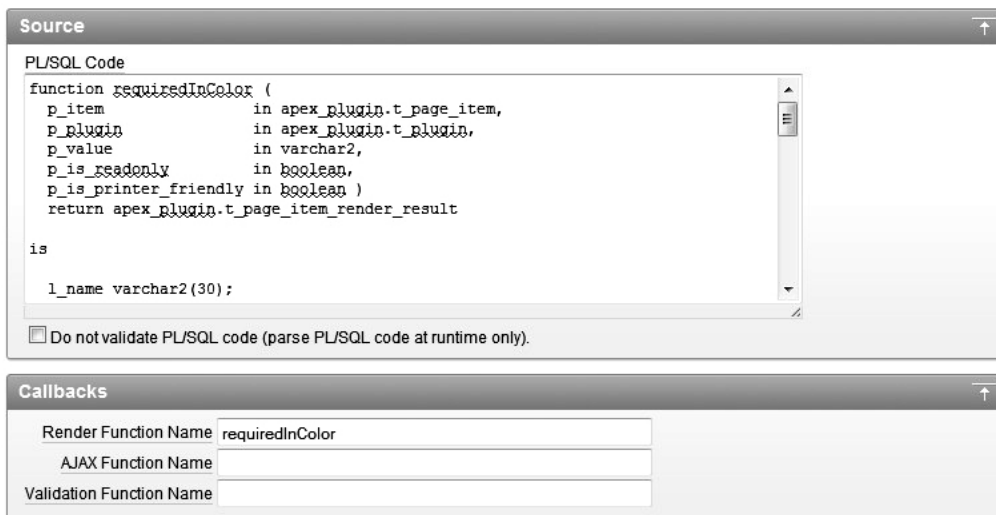 Source
PL/SQL Code
function requiredInColor (
  p_item                 in apex_plugin.t_page_item,
  p_plugin               in apex_plugin.t_plugin,
  p_value                in varchar2,
  p_is_readonly          in boolean,
  p_is_printer_friendly in boolean )
  return apex_plugin.t_page_item_render_result
is
  l_name varchar2(30);
Do not validate PL/SQL code (parse PL/SQL code at runtime only).
Callbacks
Render Function Name requiredInColor
AJAX Function Name
Validation Function Name